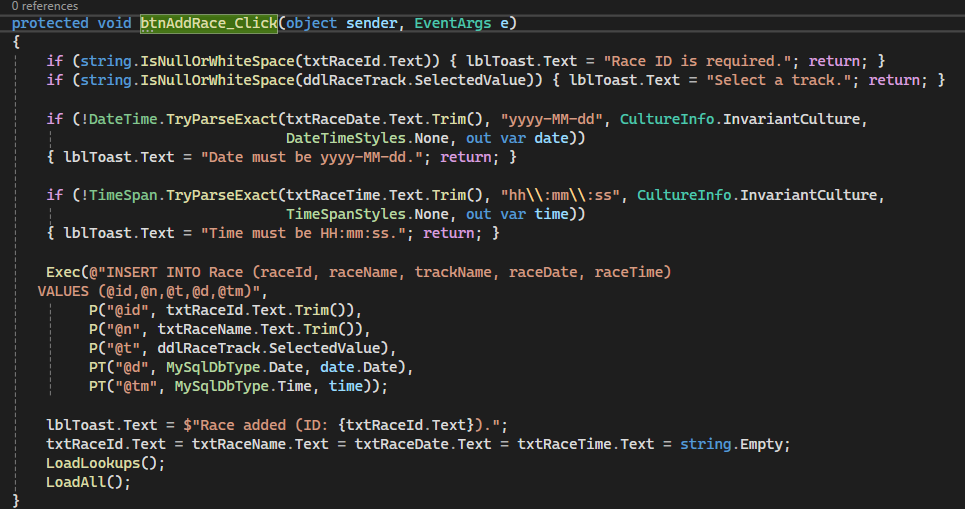 0 references
protected void btnAddRace_Click(object sender, EventArgs e)
{
    if (string.IsNullOrWhiteSpace(txtRaceId.Text)) { lblToast.Text = "Race ID is required."; return; }
    if (string.IsNullOrWhiteSpace(ddlRaceTrack.SelectedValue)) { lblToast.Text = "Select a track."; return; }

    if (!DateTime.TryParseExact(txtRaceDate.Text.Trim(), "yyyy-MM-dd", CultureInfo.InvariantCulture,
                                DateTimeStyles.None, out var date))
    { lblToast.Text = "Date must be yyyy-MM-dd."; return; }

    if (!TimeSpan.TryParseExact(txtRaceTime.Text.Trim(), "hh\\:mm\\:ss", CultureInfo.InvariantCulture,
                                TimeSpanStyles.None, out var time))
    { lblToast.Text = "Time must be HH:mm:ss."; return; }

    Exec(@"INSERT INTO Race (raceId, raceName, trackName, raceDate, raceTime)
   VALUES (@id,@n,@t,@d,@tm)",
         P("@id", txtRaceId.Text.Trim()),
         P("@n", txtRaceName.Text.Trim()),
         P("@t", ddlRaceTrack.SelectedValue),
         PT("@d", MySqlDbType.Date, date.Date),
         PT("@tm", MySqlDbType.Time, time));

    lblToast.Text = $"Race added (ID: {txtRaceId.Text}).";
    txtRaceId.Text = txtRaceName.Text = txtRaceDate.Text = txtRaceTime.Text = string.Empty;
    LoadLookups();
    LoadAll();
}